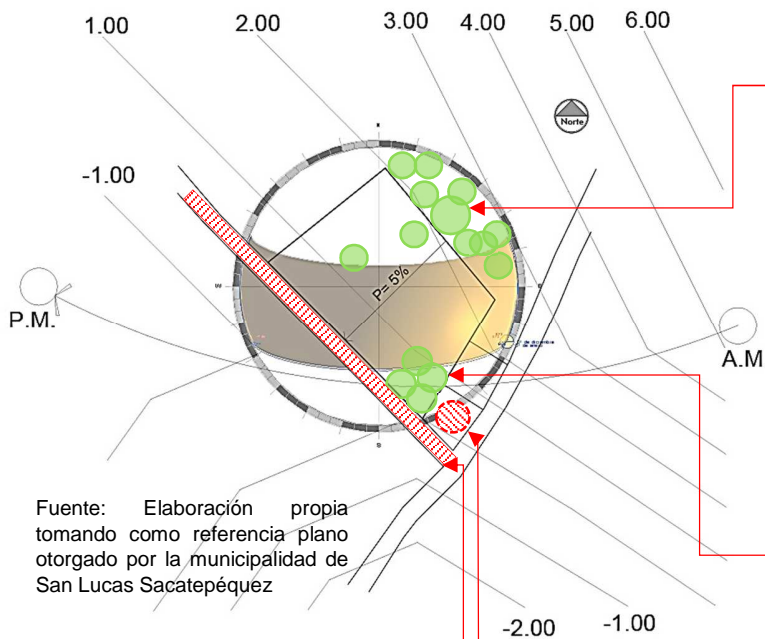 1.00
2.00
3.00
4.00
5.00
6.00
Norte
-1.00
P= 5%
W
P.M.
A.M
Fuente: Elaboración propia
tomando como referencia plano
otorgado por la municipalidad de
San Lucas Sacatepéquez
-2.00
-1.00